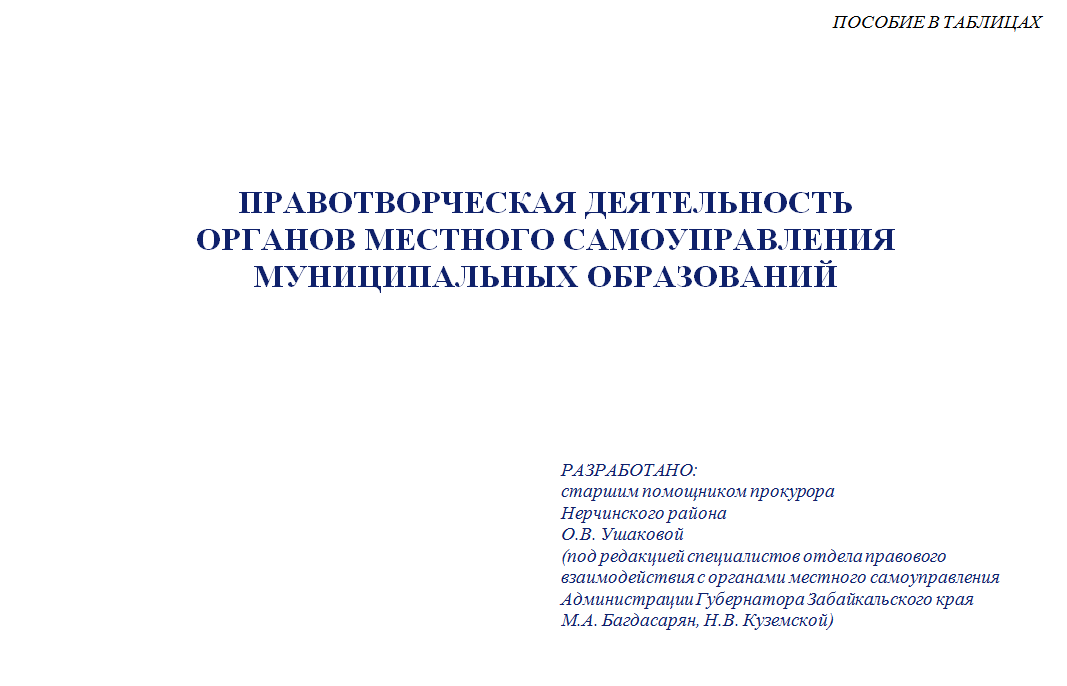 ПОСОБИЕ В ТАБЛИЦАХ
ПРАВОТВОРЧЕСКАЯ ДЕЯТЕЛЬНОСТЬ
ОРГАНОВ МЕСТНОГО САМОУПРАВЛЕНИЯ
МУНИЦИПАЛЬНЫХ ОБРАЗОВАНИЙ
РАЗРАБОТАНО:
старшим помощником прокурора
Нерчинского района
О.В. Ушаковой
(под редакцией специалистов отдела правового
взаимодействия с органами местного самоуправления
Администрации Губернатора Забайкальского края
М.А. Багдасарян, Н.В. Куземской)